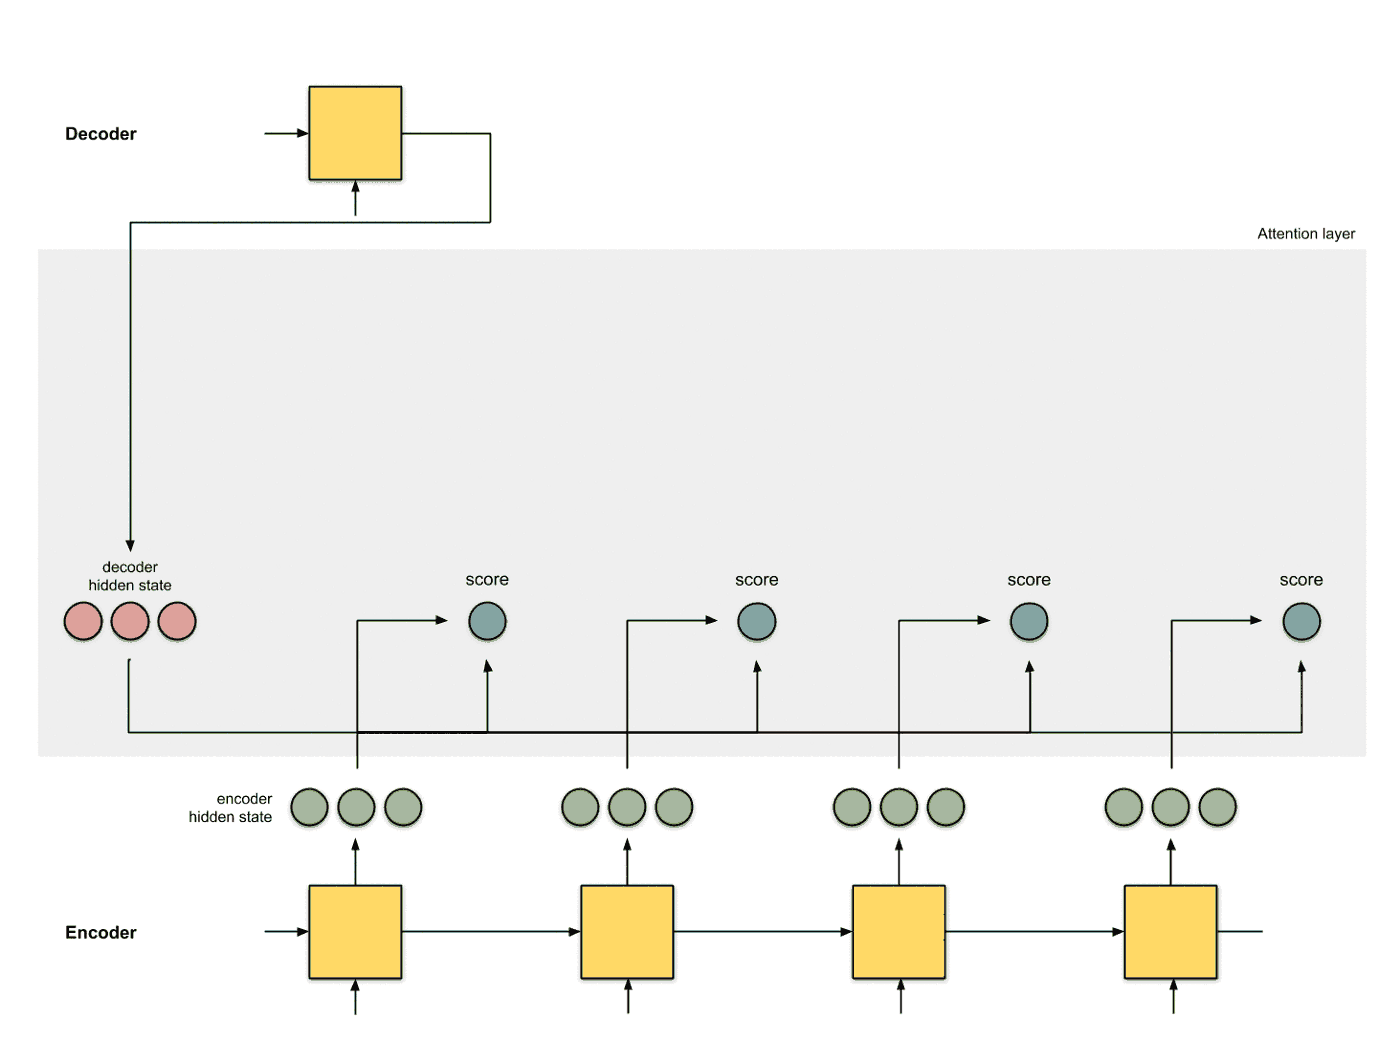 Decoder
Attention layer
decoder
hidden state
score
score
score
score
encoder
hidden state
Encoder